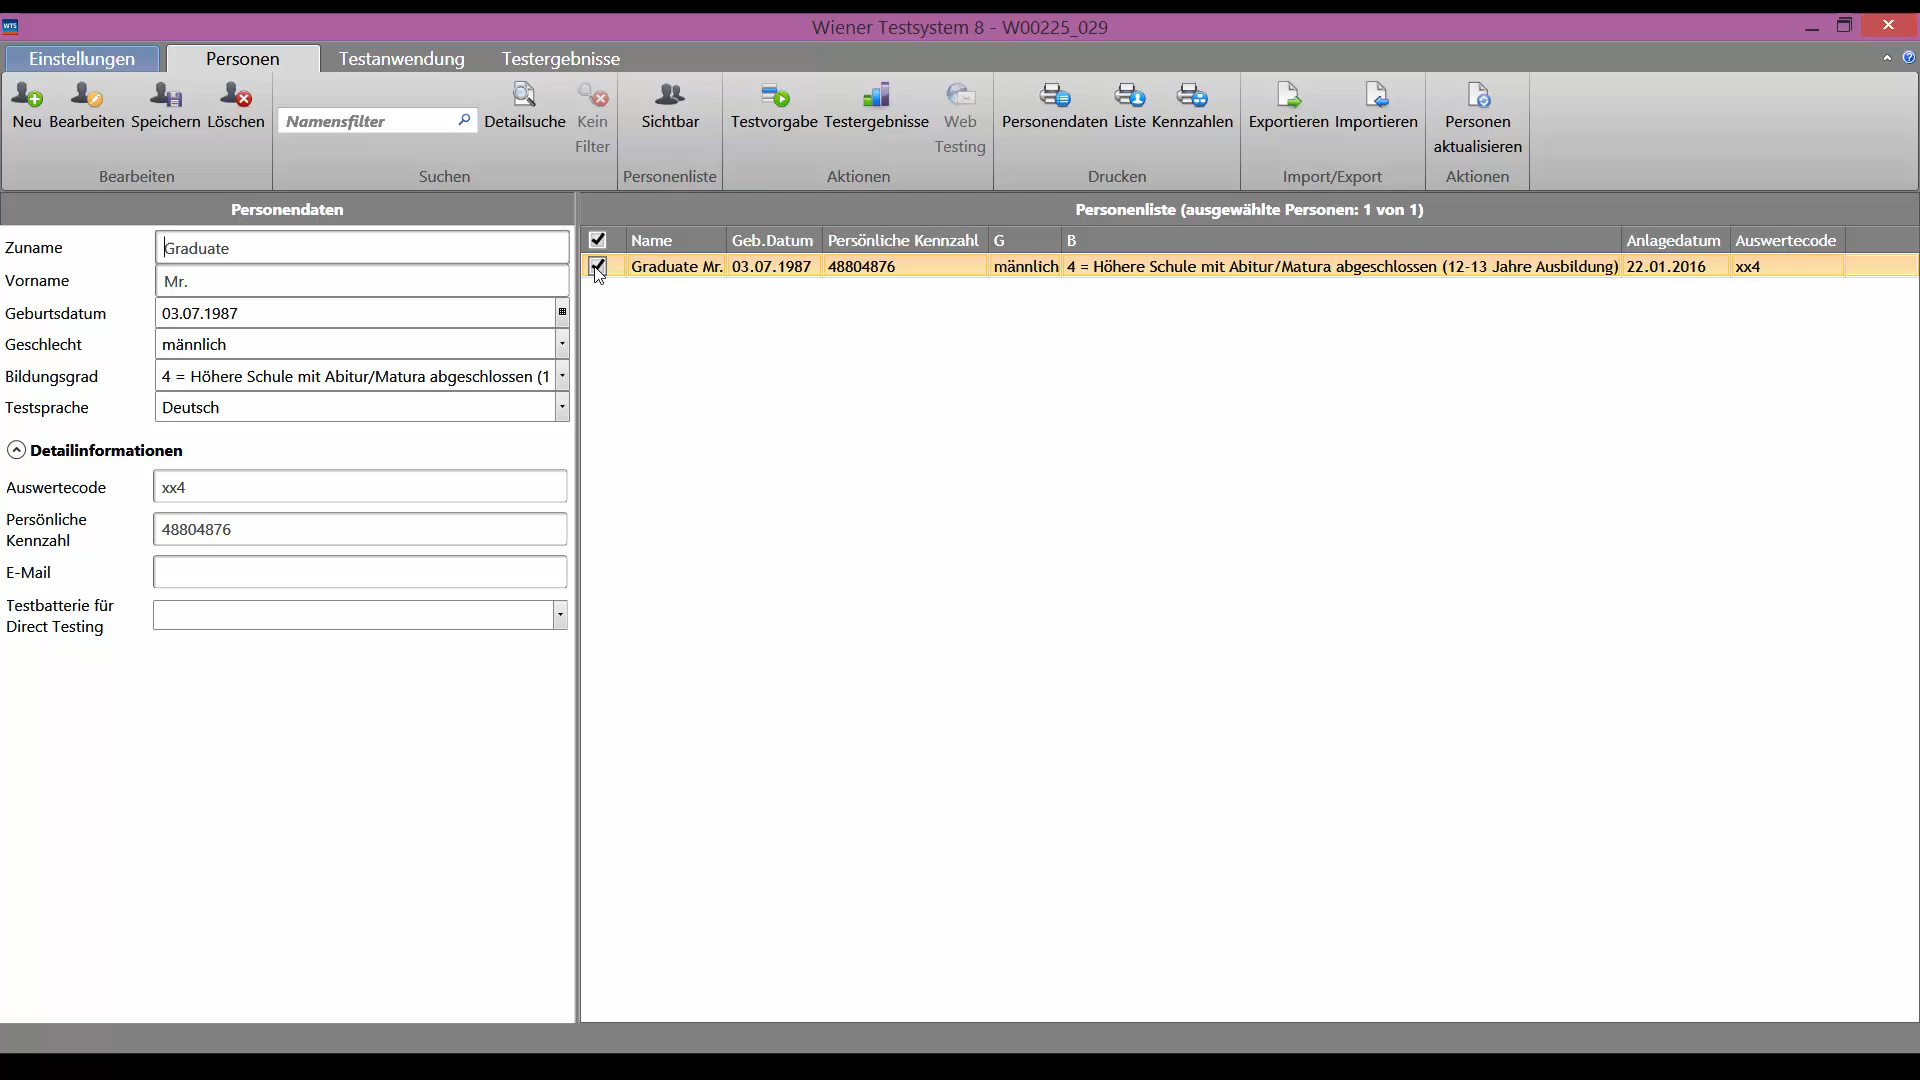 WTS
Wiener Testsystem 8 - W00225_029
Einstellungen Personen Testanwendung Testergebnisse
Neu Bearbeiten Speichern Löschen Namensfilter Detailsuche Kein Filter Sichtbar Testvorgabe Testergebnisse Web Testing Personendaten Liste Kennzahlen Exportieren Importieren Personen aktualisieren
Bearbeiten Suchen Personenliste Aktionen Drucken Import/Export Aktionen
Personendaten
Zuname Graduate
Vorname Mr.
Geburtsdatum 03.07.1987
Geschlecht männlich
Bildungsgrad 4 = Höhere Schule mit Abitur/Matura abgeschlossen (1
Testsprache Deutsch
Detailinformationen
Auswertecode xx4
Persönliche
Kennzahl 48804876
E-Mail
Testbatterie für
Direct Testing
Personenliste (ausgewählte Personen: 1 von 1)
Name Geb.Datum Persönliche Kennzahl G B Anlagedatum Auswertecode
Graduate Mr. 03.07.1987 48804876 männlich 4 = Höhere Schule mit Abitur/Matura abgeschlossen (12-13 Jahre Ausbildung) 22.01.2016 xx4